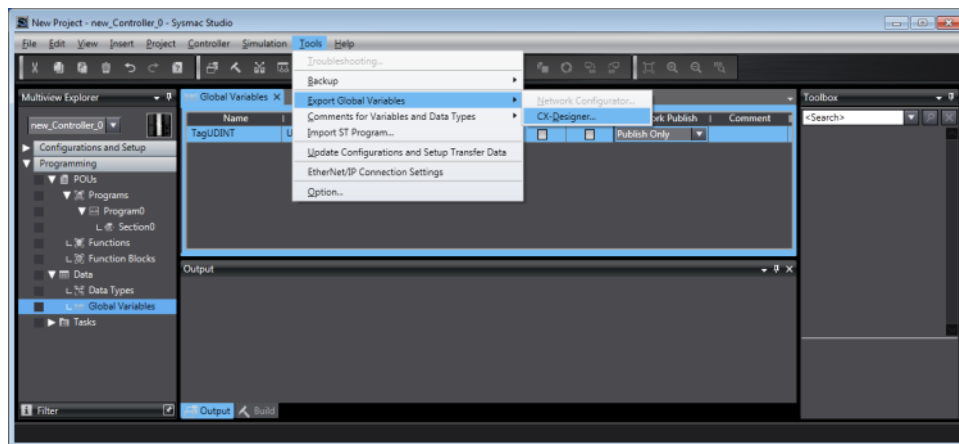 New Project - new_Controller_0 - Sysmac Studio
File Edit View Insert Project Controller Simulation Tools Help
Troubleshooting...
Backup
Export Global Variables
Network Configurator...
CX-Designer...
Comments for Variables and Data Types
Import ST Program...
Update Configurations and Setup Transfer Data
EtherNet/IP Connection Settings
Option...
Multiview Explorer
new_Controller_0
Configurations and Setup
Programming
POUs
Programs
Program0
Section0
Functions
Function Blocks
Data
Data Types
Global Variables
Tasks
Filter
Global Variables
Name
ork Publish
Comment
TagUDINT
U
Publish Only
Output
Output
Build
Toolbox
<Search>